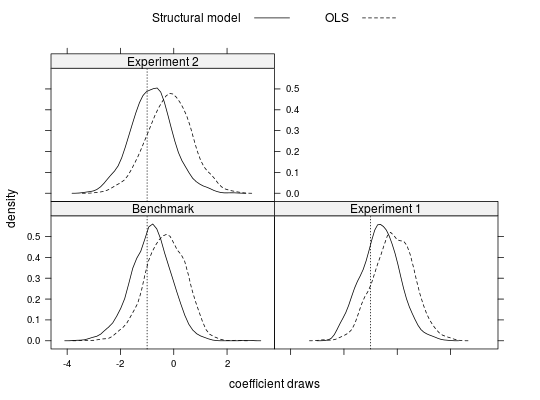 Structural model OLS
Experiment 2
0.5
0.4
0.3
0.2
0.1
0.0
density
Benchmark Experiment 1
0.5
0.4
0.3
0.2
0.1
0.0
-4 -2 0 2
coefficient draws